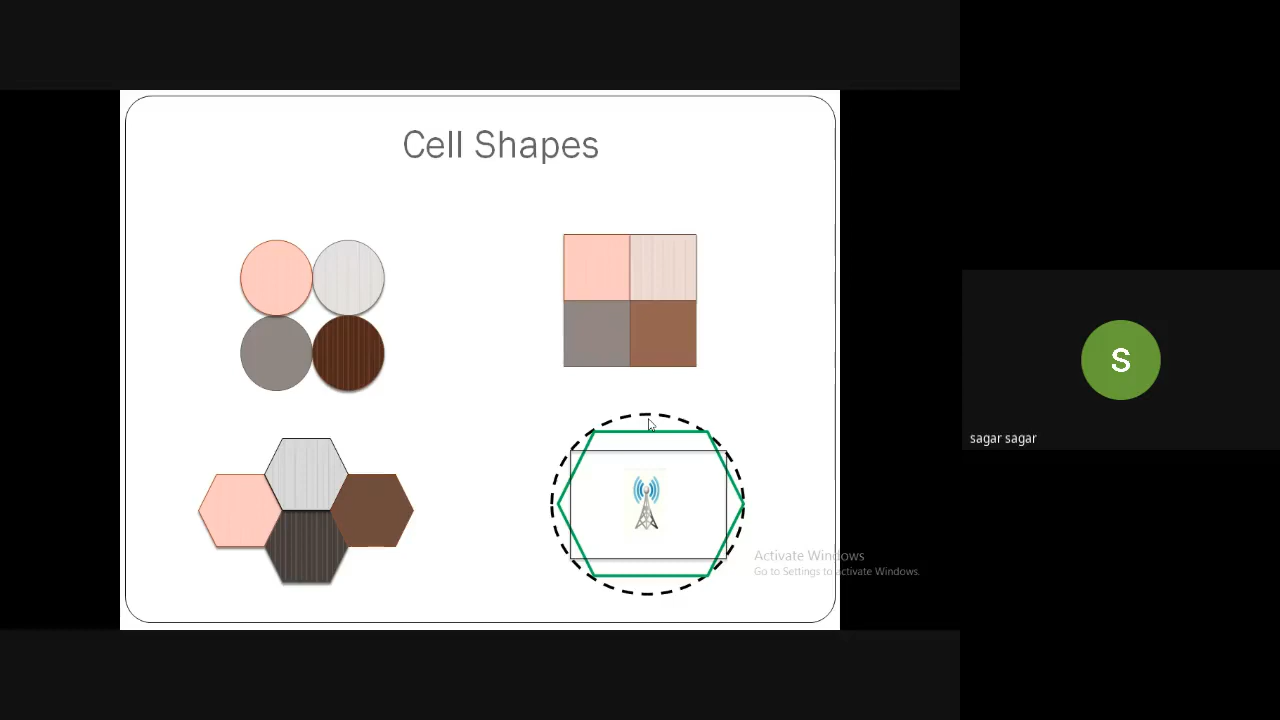 Cell Shapes
S
sagar sagar
Activate Windows
Go to Settings to activate Windows.